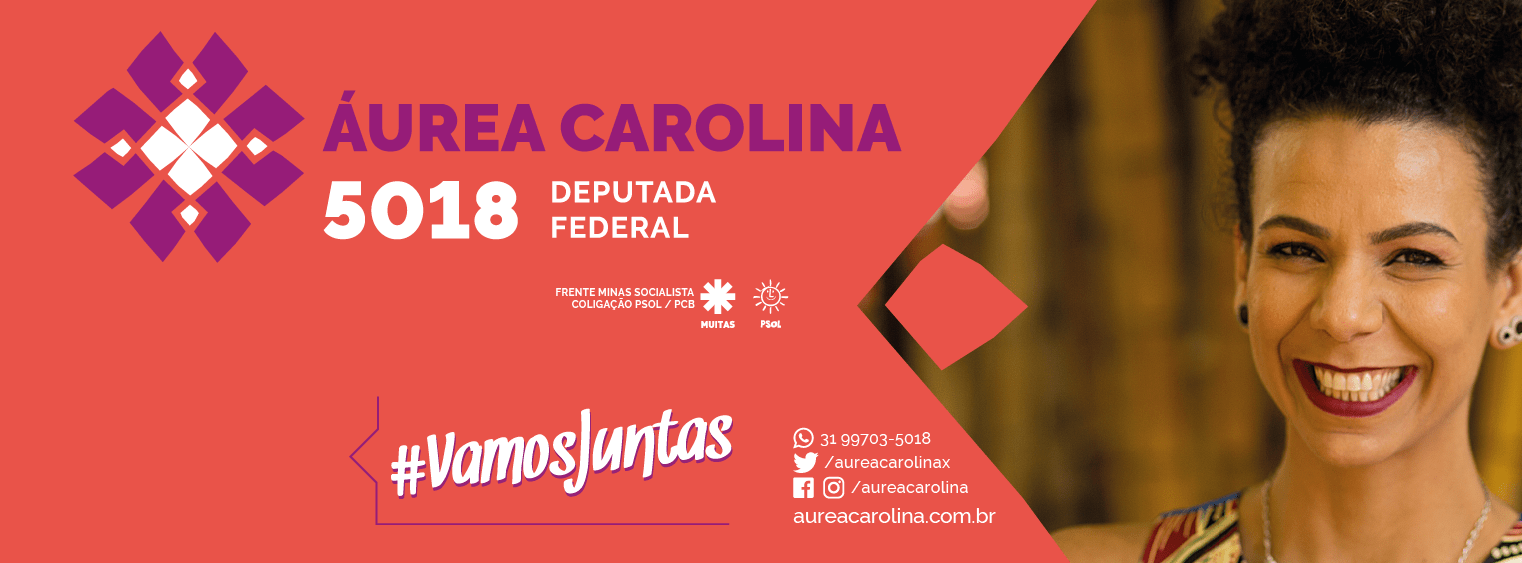 ÁUREA CAROLINA
5018
DEPUTADA
FEDERAL
FRENTE MINAS SOCIALISTA
COLIGAÇÃO PSOL / PCB
MUITAS
PSOL
#VamosJuntas
31 99703-5018
/aureacarolinax
/aureacarolina
aureacarolina.com.br